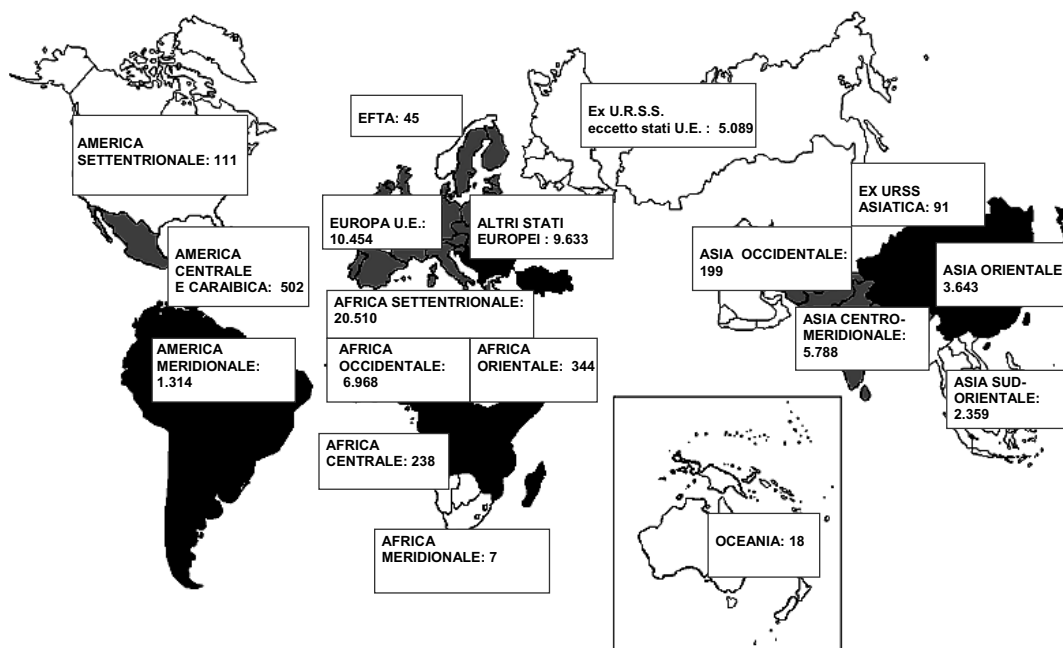 EFTA: 45
Ex U.R.S.S.
eccetto stati U.E. : 5.089
AMERICA
SETTENTRIONALE: 111
EX URSS
ASIATICA: 91
EUROPA U.E.:
10.454
ALTRI STATI
EUROPEI : 9.633
AMERICA
CENTRALE
E CARAIBICA: 502
ASIA OCCIDENTALE:
199
ASIA ORIENTALE
3.643
AFRICA SETTENTRIONALE:
20.510
ASIA CENTRO-
MERIDIONALE:
5.788
AMERICA
MERIDIONALE:
1.314
AFRICA
OCCIDENTALE:
6.968
AFRICA
ORIENTALE: 344
ASIA SUD-
ORIENTALE:
2.359
AFRICA
CENTRALE: 238
AFRICA
MERIDIONALE: 7
OCEANIA: 18